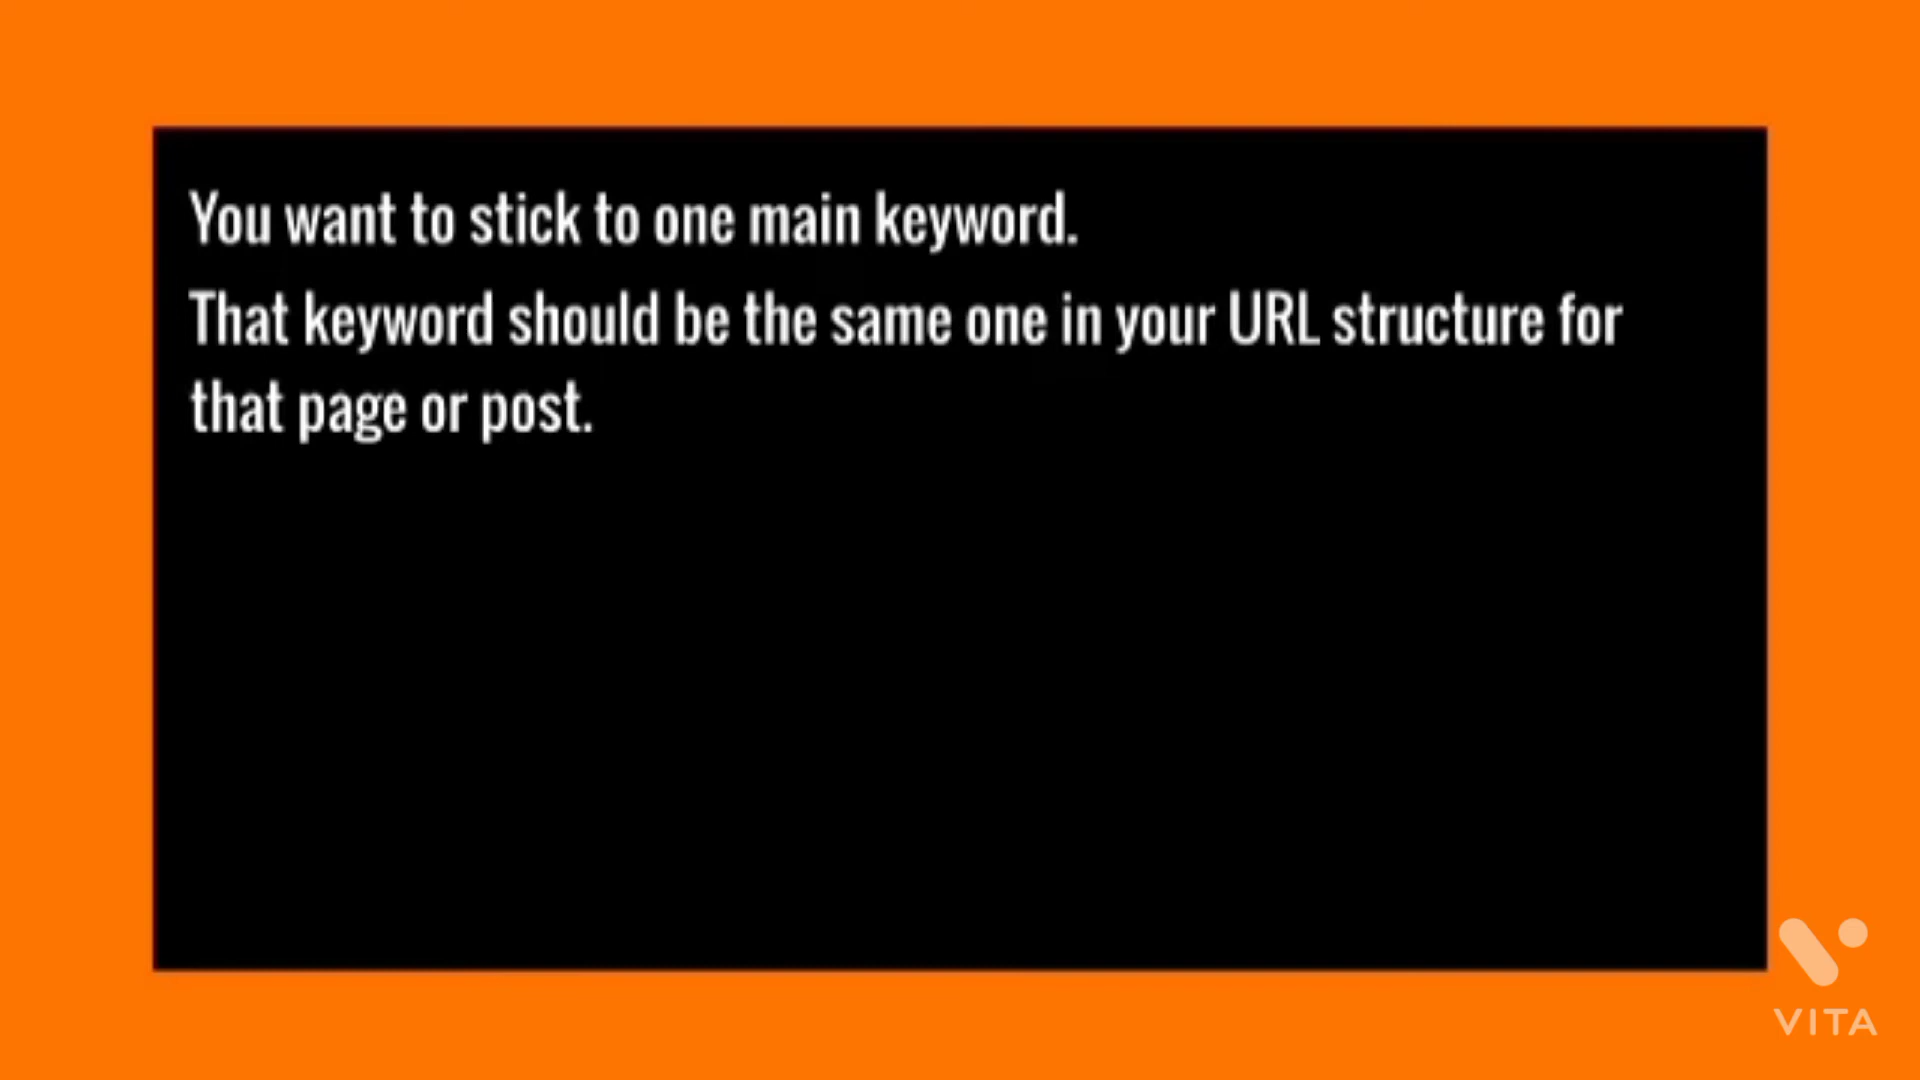 You want to stick to one main keyword.
That keyword should be the same one in your URL structure for
that page or post.
VITA